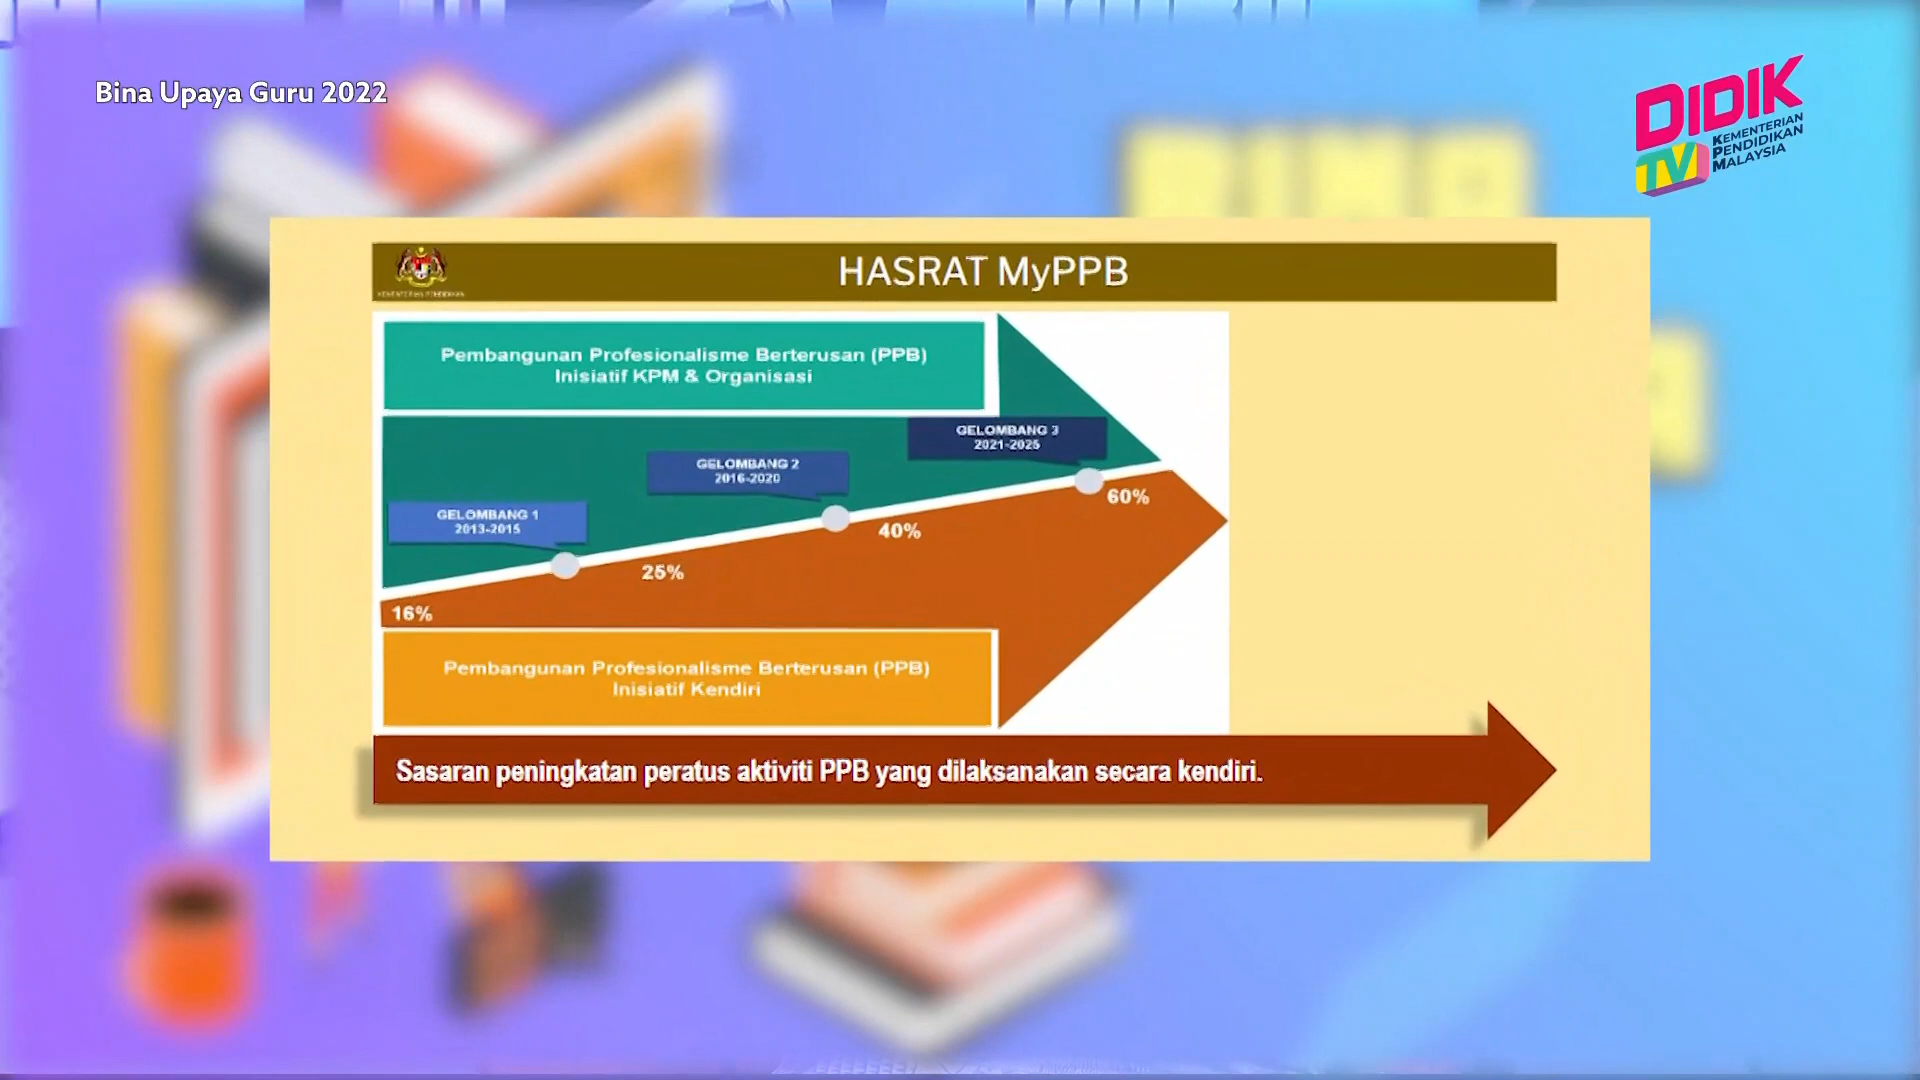 Bina Upaya Guru 2022
DIDIK
TV
KEMENTERIAN
PENDIDIKAN
MALAYSIA
HASRAT MyPPB
Pembangunan Profesionalisme Berterusan (PPB)
Inisiatif KPM & Organisasi
GELOMBANG 3
2021-2025
GELOMBANG 2
2016-2020
GELOMBANG 1
2013-2015
60%
40%
25%
16%
Pembangunan Profesionalisme Berterusan (PPB)
Inisiatif Kendiri
Sasaran peningkatan peratus aktiviti PPB yang dilaksanakan secara kendiri.